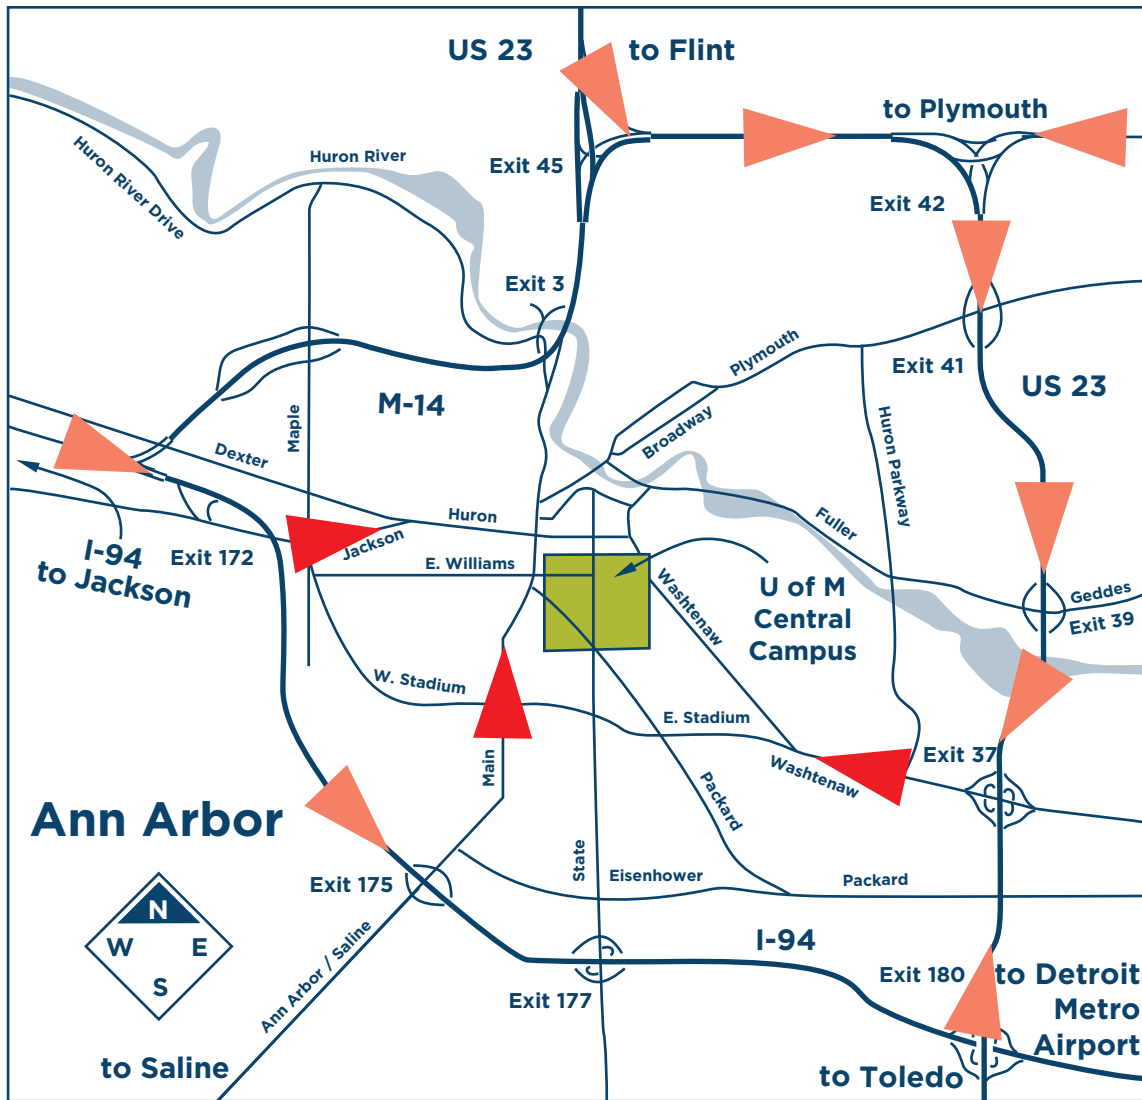 US 23
to Flint
to Plymouth
Huron River Drive
Huron River
Exit 45
Exit 42
Exit 3
Plymouth
Exit 41
US 23
M-14
Maple
Broadway
Huron Parkway
Dexter
Huron
Jackson
Fuller
I-94
to Jackson
Exit 172
E. Williams
Washtenaw
U of M
Central
Campus
Geddes
Exit 39
W. Stadium
E. Stadium
Exit 37
Main
Washtenaw
Packard
Ann Arbor
State
Exit 175
Eisenhower
Packard
N
W E
S
Ann Arbor / Saline
I-94
Exit 180
to Detroit
Metro
Airport
Exit 177
to Saline
to Toledo